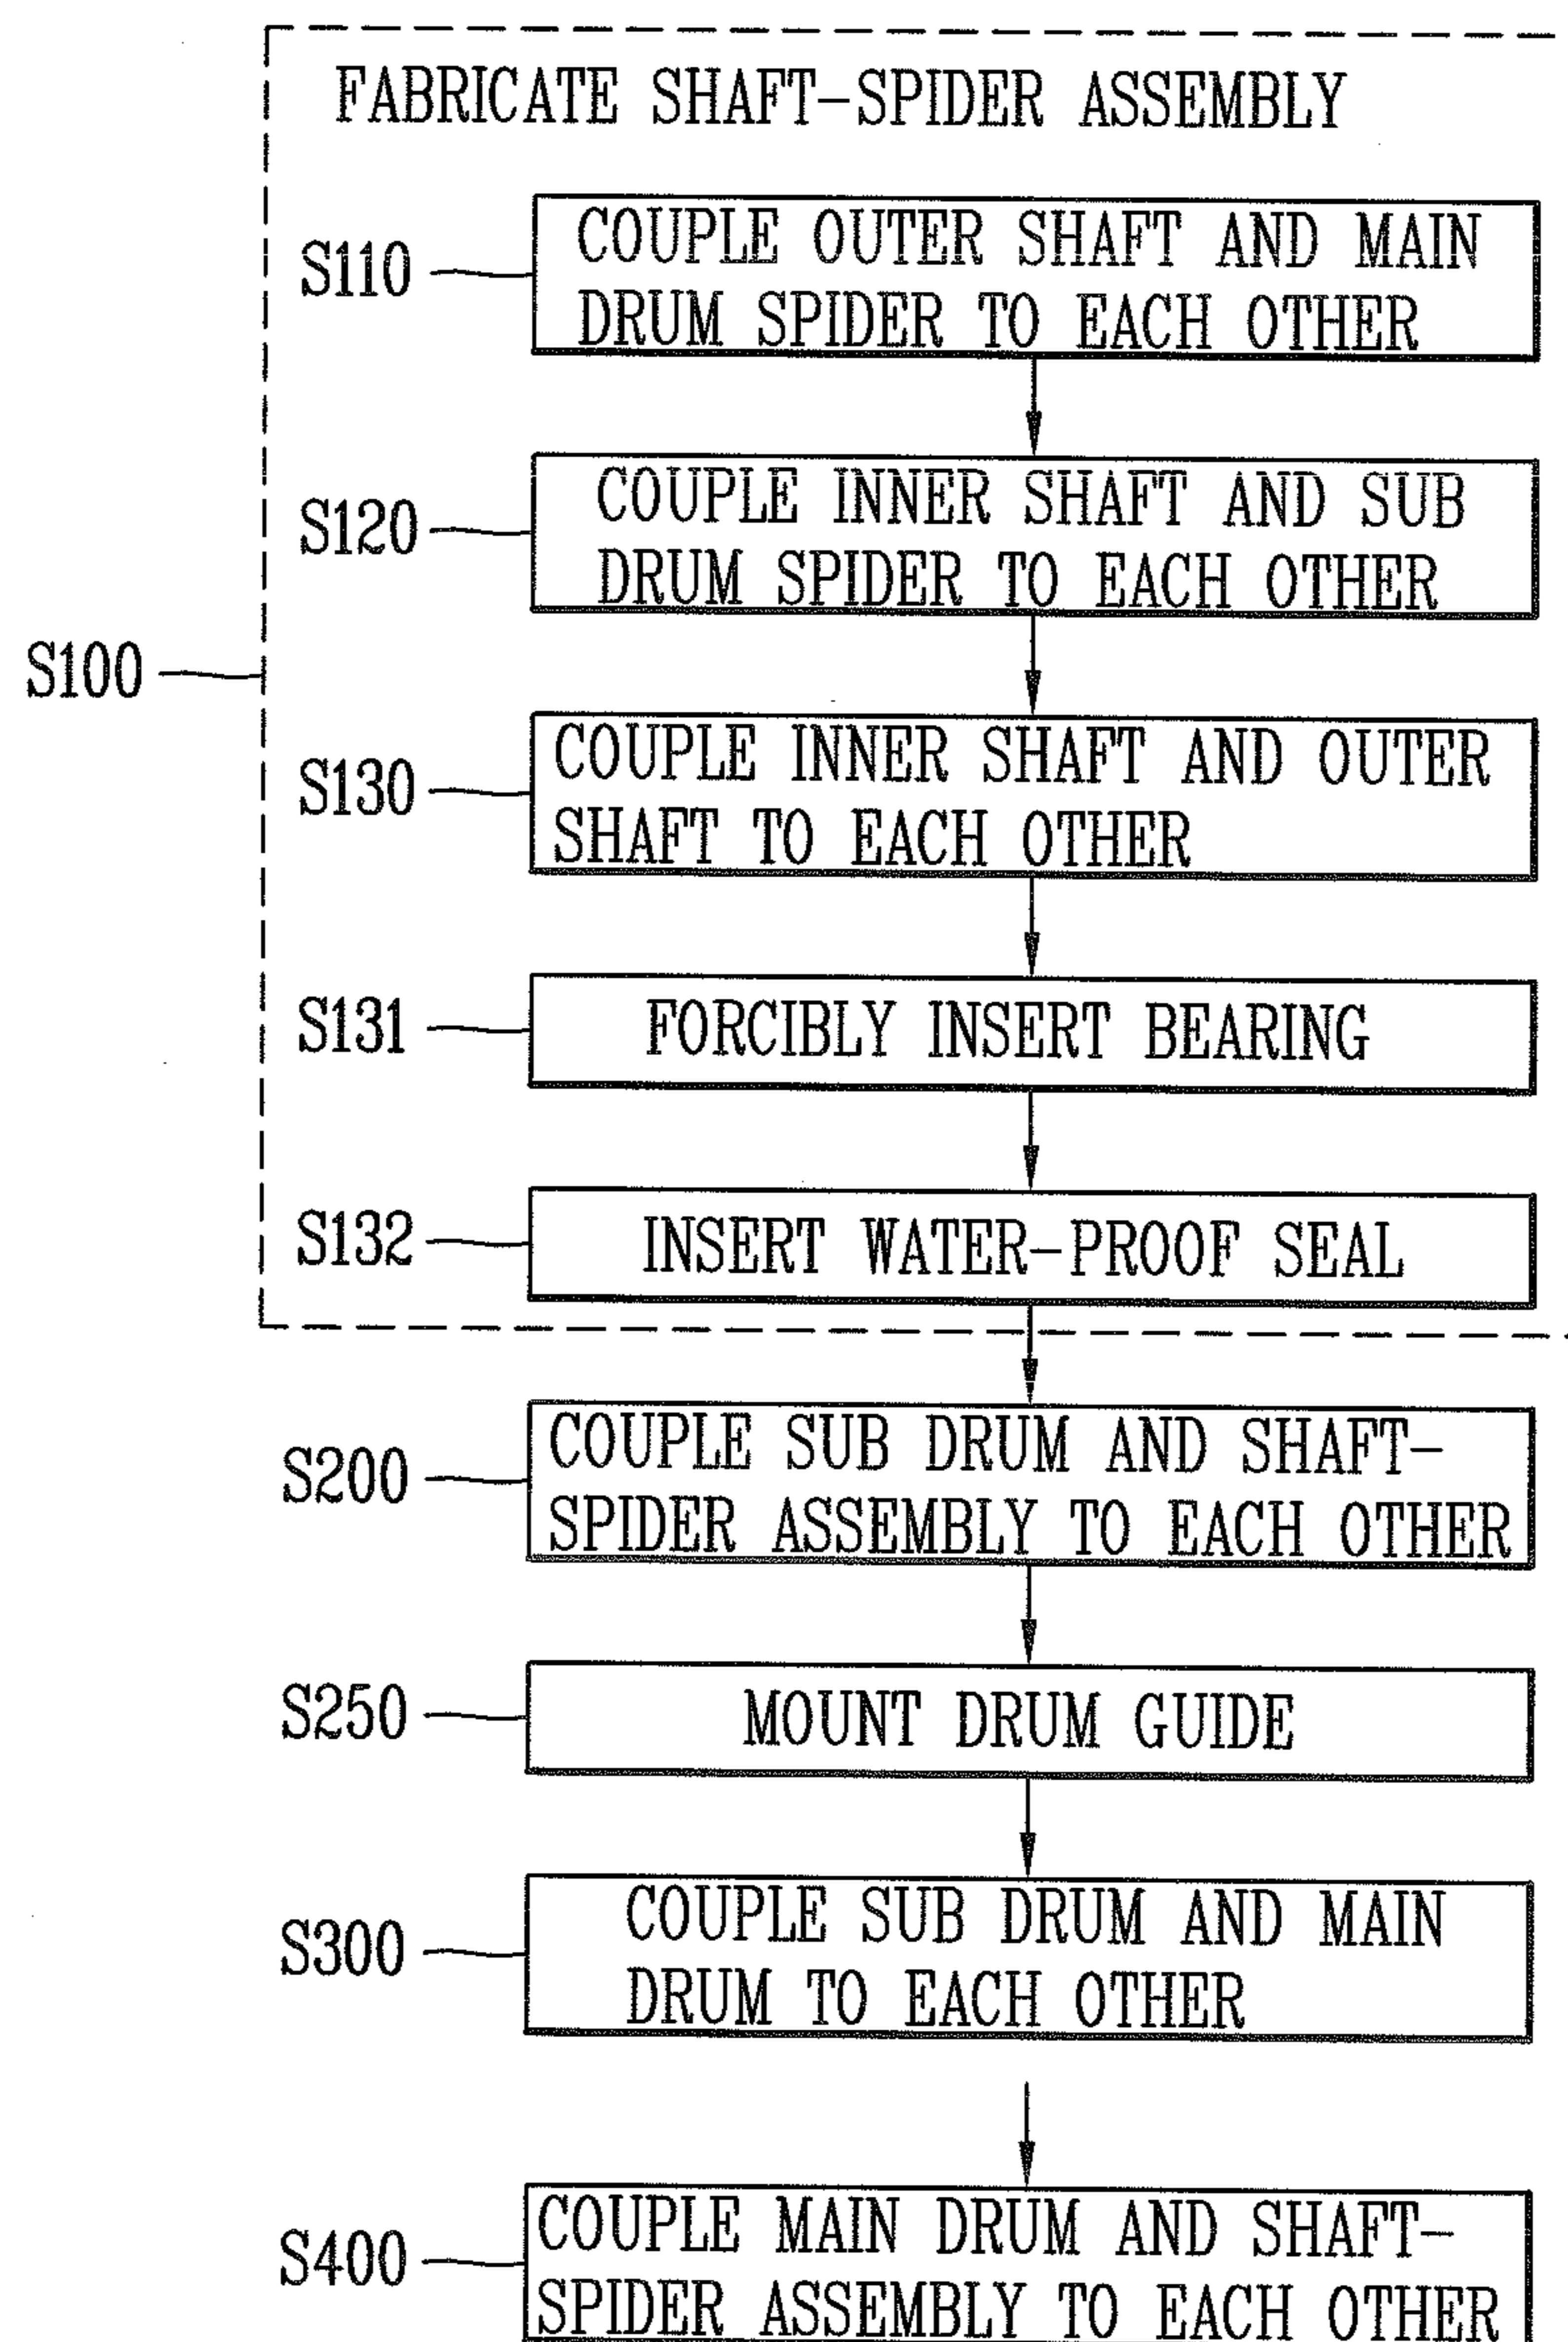 FABRICATE SHAFT-SPIDER ASSEMBLY
S110
COUPLE OUTER SHAFT AND MAIN
DRUM SPIDER TO EACH OTHER
S120
COUPLE INNER SHAFT AND SUB
DRUM SPIDER TO EACH OTHER
S100
S130
COUPLE INNER SHAFT AND OUTER
SHAFT TO EACH OTHER
S131
FORCIBLY INSERT BEARING
S132
INSERT WATER-PROOF SEAL
S200
COUPLE SUB DRUM AND SHAFT-
SPIDER ASSEMBLY TO EACH OTHER
S250
MOUNT DRUM GUIDE
S300
COUPLE SUB DRUM AND MAIN
DRUM TO EACH OTHER
S400
COUPLE MAIN DRUM AND SHAFT-
SPIDER ASSEMBLY TO EACH OTHER